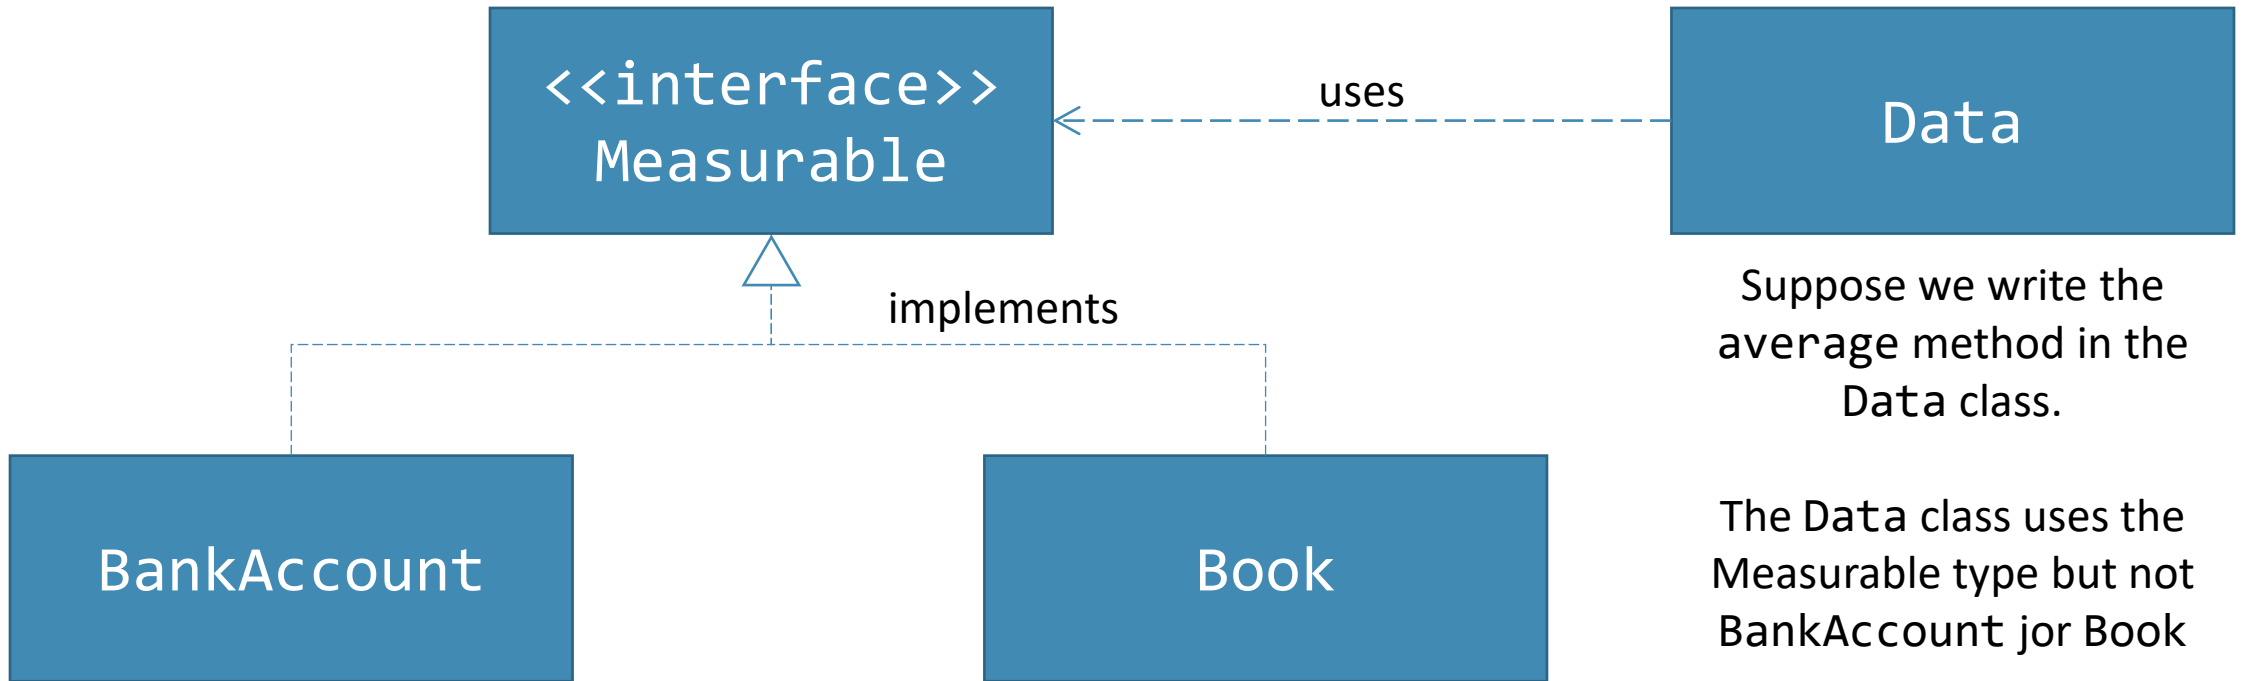 <<interface>>
Measurable
uses
Data
implements
Suppose we write the
average method in the
Data class.
The Data class uses the
Measurable type but not
BankAccount jor Book
BankAccount
Book